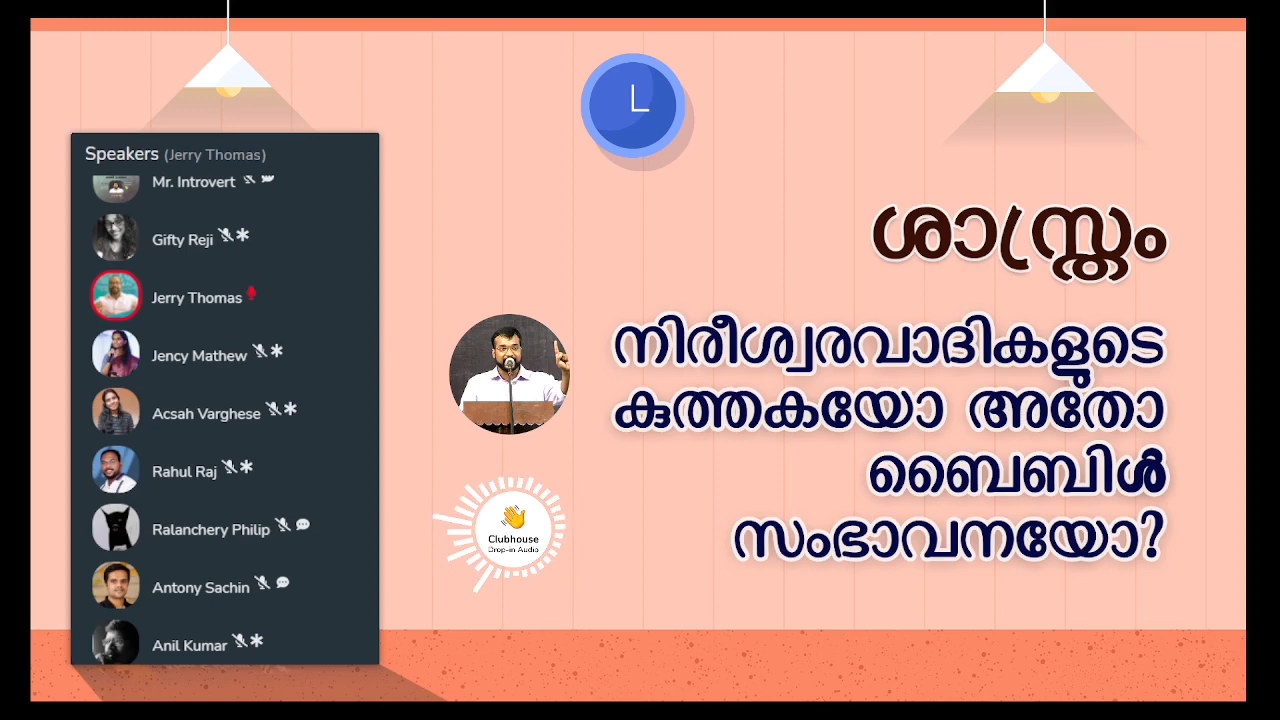 Speakers (Jerry Thomas)
Mr. Introvert
Gifty Reji
Jerry Thomas
Jency Mathew
Acsah Varghese
Rahul Raj
Ralanchery Philip
Antony Sachin
Anil Kumar
ശാസ്ത്രം
നിരീശ്വരവാദികളുടെ
കുത്തകയോ അതോ
ബൈബിൾ
സംഭാവനയോ?
Clubhouse
Drop-in Audio